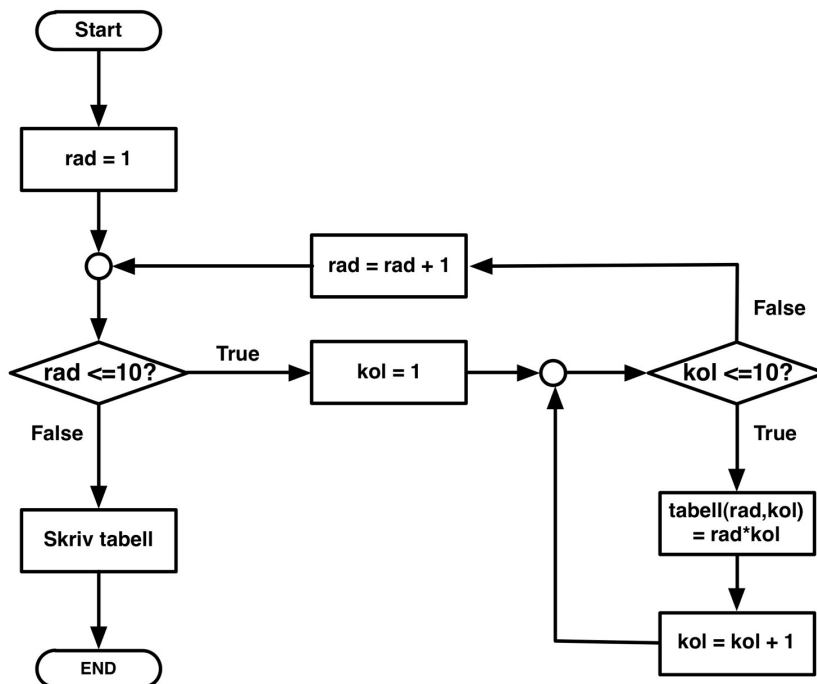 Start
rad = 1
rad = rad + 1
False
rad <=10?
True
kol = 1
kol <=10?
False
True
Skriv tabell
tabell(rad,kol)
= rad*kol
kol = kol + 1
END